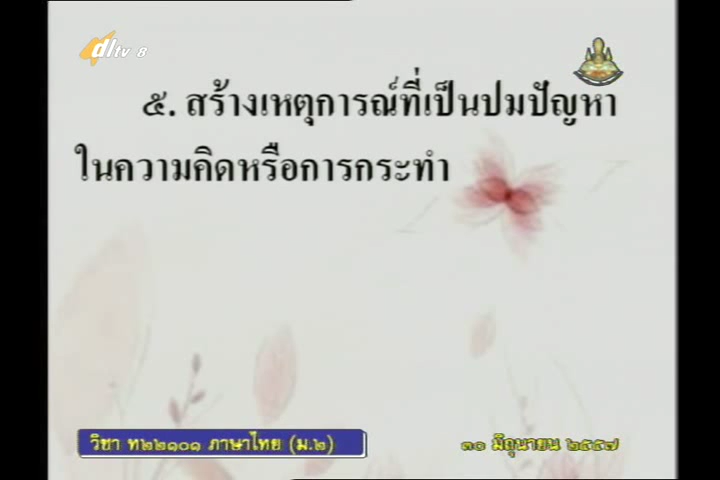 dltv 8
๕. สร้างเหตุการณ์ที่เป็นปมปัญหา
ในความคิดหรือการกระทำ
วิชา ท๒๒๑๐๑ ภาษาไทย (ม.๒)
๓๐ มิถุนายน ๒๕๕๗